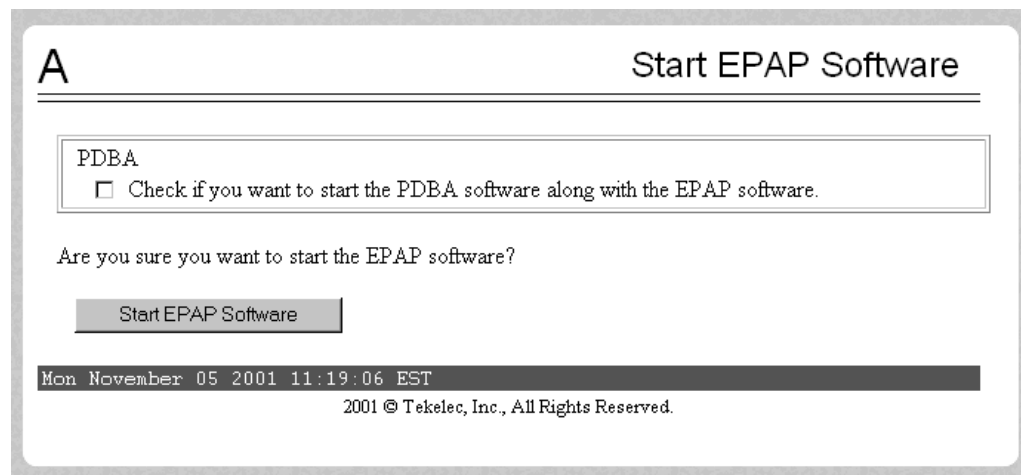 A
Start EPAP Software
PDBA
Check if you want to start the PDBA software along with the EPAP software.
Are you sure you want to start the EPAP software?
Start EPAP Software
Mon November 05 2001 11:19:06 EST
2001 © Tekelec, Inc., All Rights Reserved.